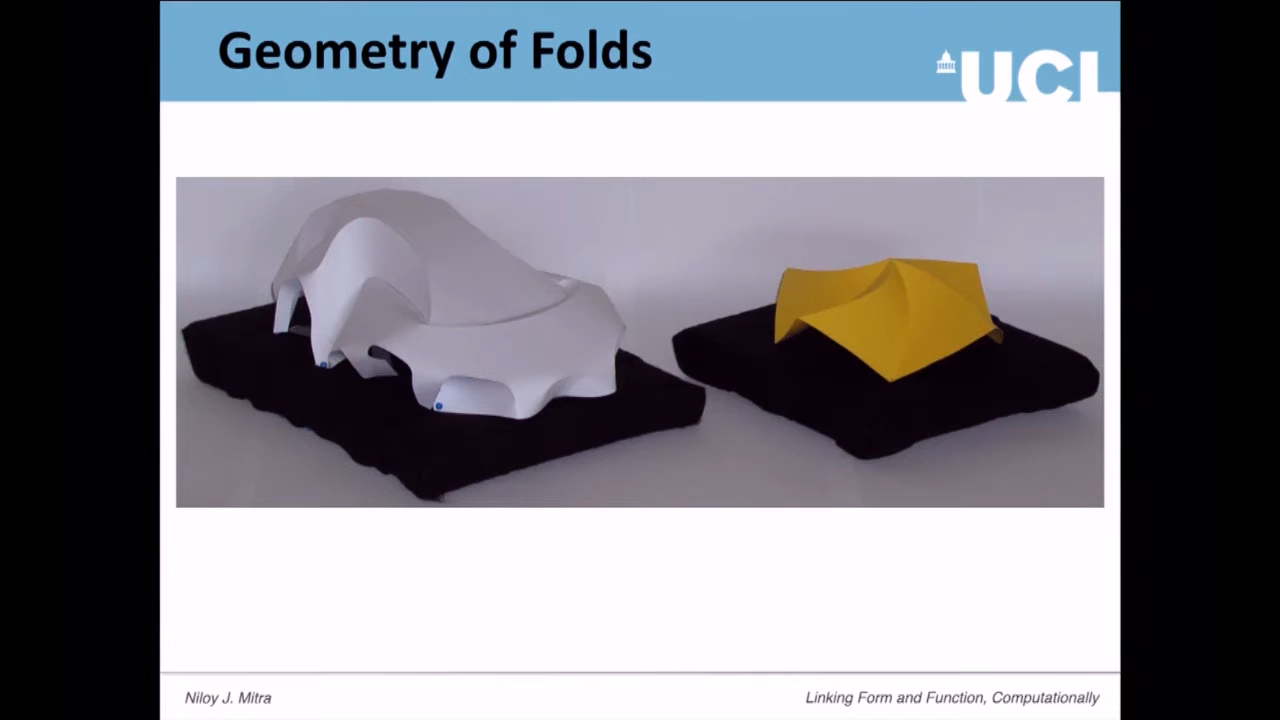 Geometry of Folds
UCL
Niloy J. Mitra
Linking Form and Function, Computationally